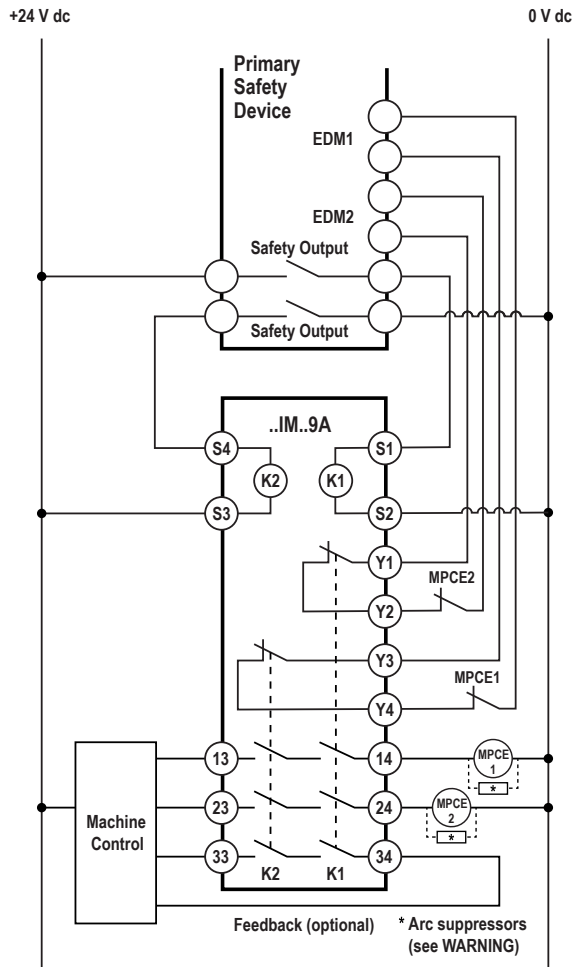 +24 V dc
0 V dc
Primary
Safety
Device
EDM1
EDM2
Safety Output
Safety Output
..IM..9A
S4
S1
K2
K1
S3
S2
Y1
MPCE2
Y2
Y3
MPCE1
Y4
13
14
MPCE
1
*
23
24
MPCE
2
*
Machine
Control
33
34
K2
K1
Feedback (optional)
* Arc suppressors
(see WARNING)